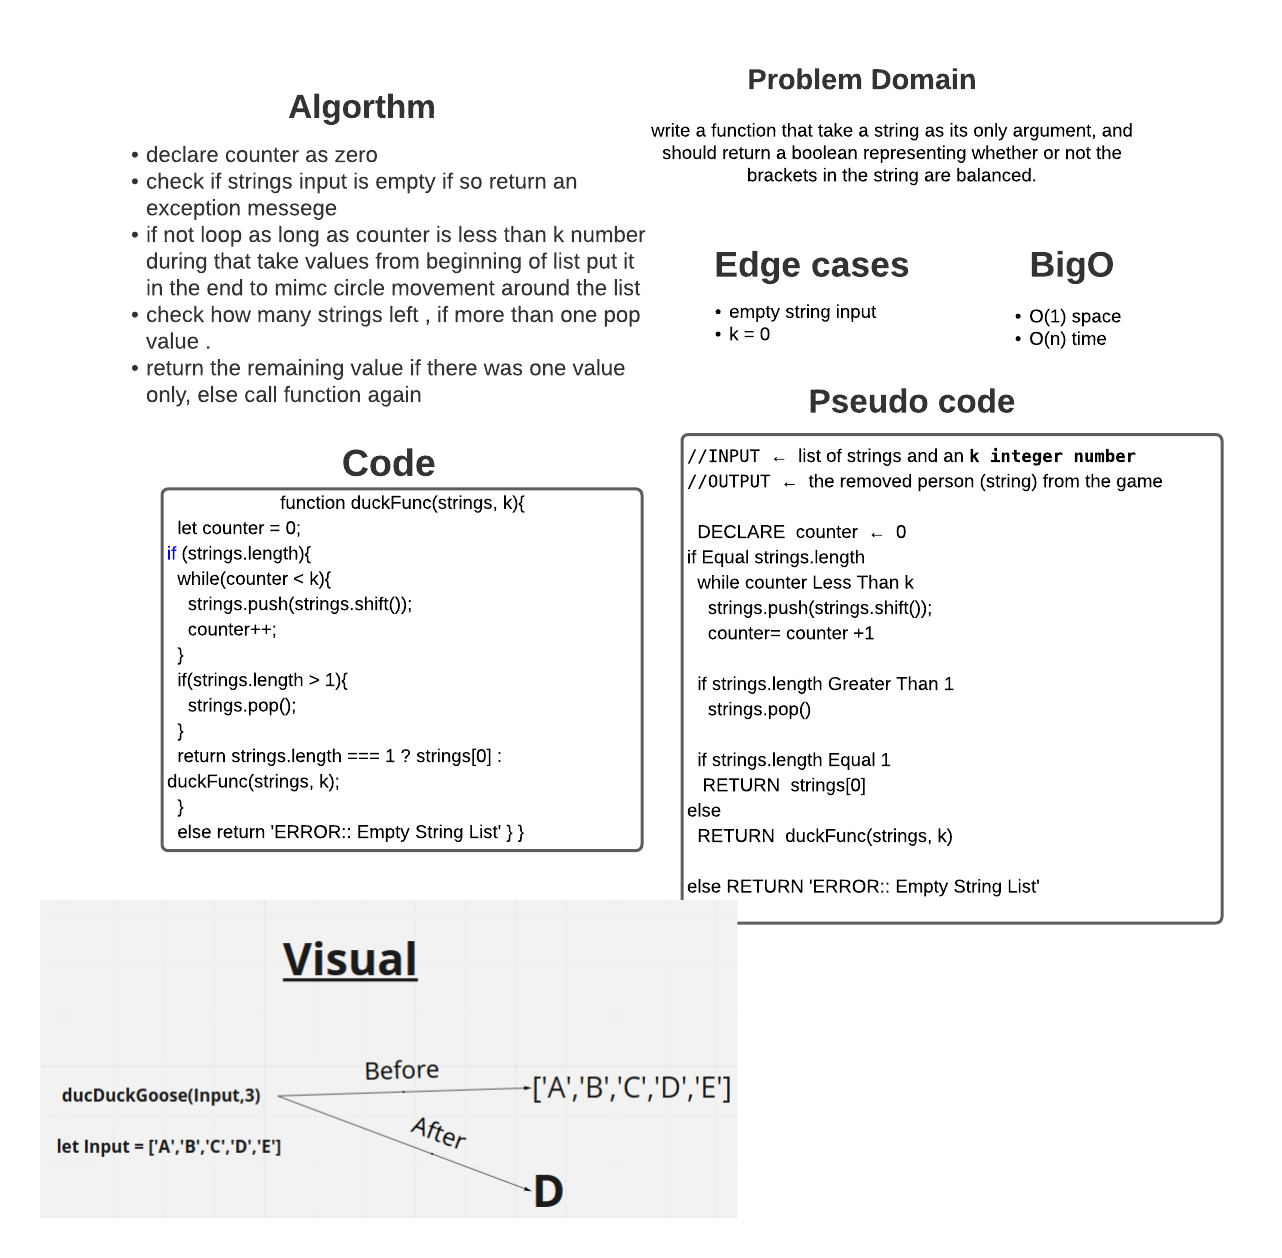 Algorthm
• declare counter as zero
• check if strings input is empty if so return an
exception messege
• if not loop as long as counter is less than k number
during that take values from beginning of list put it
in the end to mimc circle movement around the list
• check how many strings left , if more than one pop
value .
• return the remaining value if there was one value
only, else call function again
Problem Domain
write a function that take a string as its only argument, and
should return a boolean representing whether or not the
brackets in the string are balanced.
Edge cases
• empty string input
• k = 0
BigO
• O(1) space
• O(n) time
Code
function duckFunc(strings, k){
let counter = 0;
if (strings.length){
while(counter < k){
strings.push(strings.shift());
counter++;
}
if(strings.length > 1){
strings.pop();
}
return strings.length === 1 ? strings[0] :
duckFunc(strings, k);
}
else return 'ERROR:: Empty String List' } }
Pseudo code
//INPUT ← list of strings and an k integer number
//OUTPUT ← the removed person (string) from the game
DECLARE counter ← 0
if Equal strings.length
while counter Less Than k
strings.push(strings.shift());
counter= counter +1
if strings.length Greater Than 1
strings.pop()
if strings.length Equal 1
RETURN strings[0]
else
RETURN duckFunc(strings, k)
else RETURN 'ERROR:: Empty String List'
Visual
Before
ducDuckGoose(Input,3)
['A','B','C','D','E']
After
let Input = ['A','B','C','D','E']
D